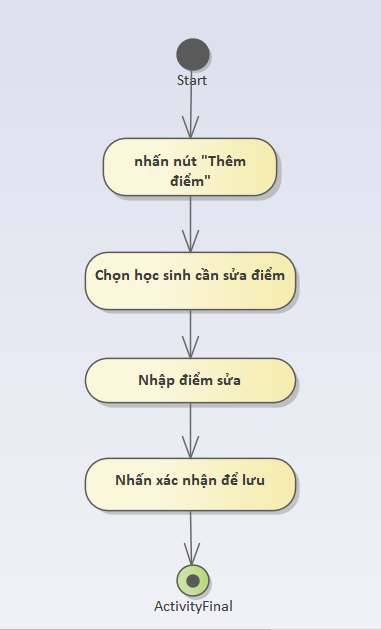 Start
nhấn nút "Thêm
điểm"
Chọn học sinh cần sửa điểm
Nhập điểm sửa
Nhấn xác nhận để lưu
ActivityFinal